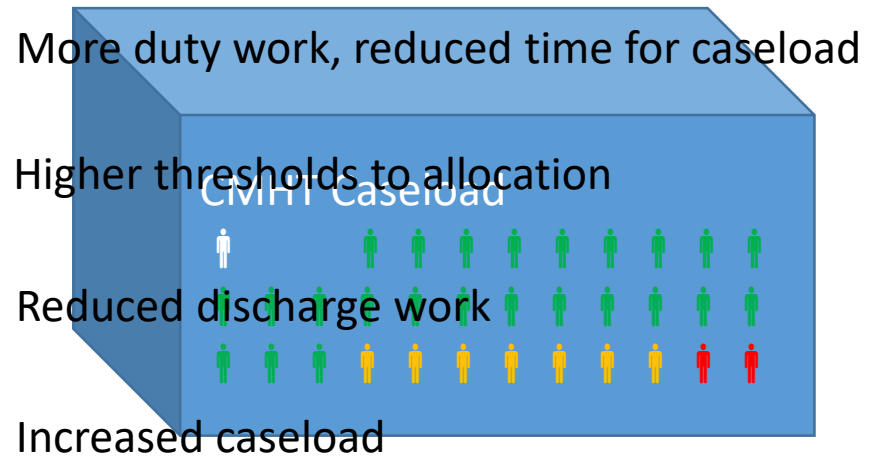 More duty work, reduced time for caseload
Higher thresholds to allocation
CMHT Caseload
Reduced discharge work
Increased caseload